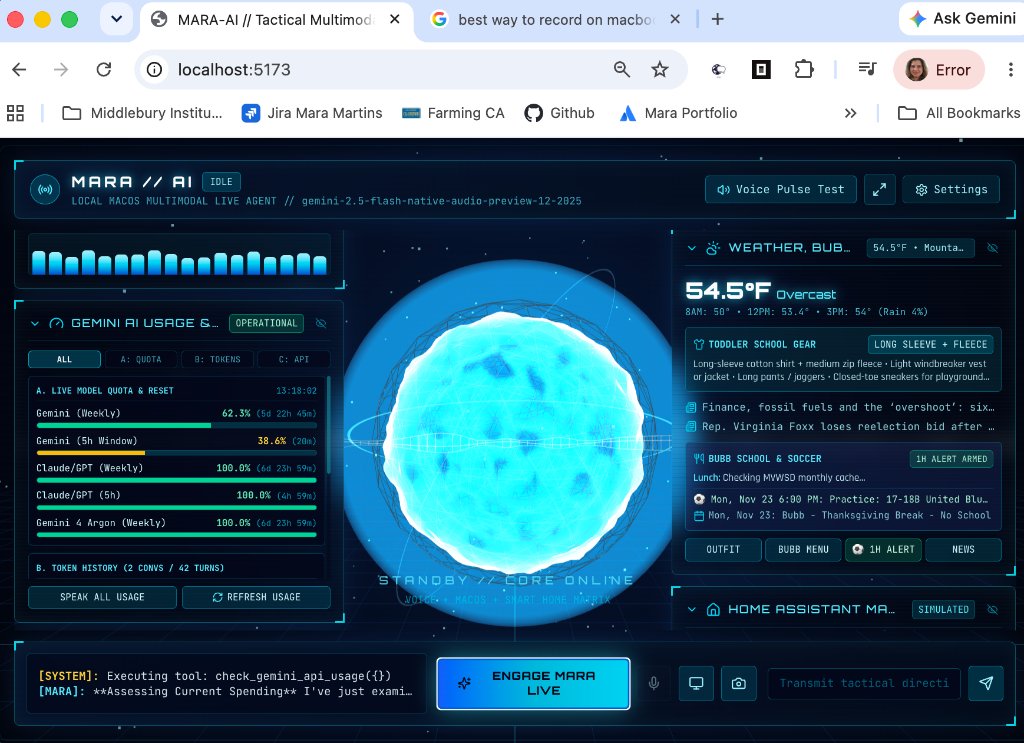 MARA-AI // Tactical Multimoda
best way to record on macbo
Ask Gemini
localhost:5173
Error
Middlebury Institu...
Jira Mara Martins
Farming CA
Github
Mara Portfolio
All Bookmarks
MARA // AI
IDLE
LOCAL MACOS MULTIMODAL LIVE AGENT // gemini-2.5-flash-native-audio-preview-12-2025
Voice Pulse Test
Settings
GEMINI AI USAGE &...
OPERATIONAL
ALL
A: QUOTA
B: TOKENS
C: API
A. LIVE MODEL QUOTA & RESET
13:18:02
Gemini (Weekly)
62.3% (5d 22h 45m)
Gemini (5h Window)
38.6% (20m)
Claude/GPT (Weekly)
100.0% (6d 23h 59m)
Claude/GPT (5h)
100.0% (4h 59m)
Gemini 4 Argon (Weekly)
100.0% (6d 23h 59m)
B. TOKEN HISTORY (2 CONVS / 42 TURNS)
SPEAK ALL USAGE
REFRESH USAGE
STANDBY // CORE ONLINE
VOICE + MACOS + SMART HOME MATRIX
WEATHER, BUB...
54.5°F • Mounta…
54.5°F Overcast
8AM: 50° • 12PM: 53.4° • 3PM: 54° (Rain 4%)
TODDLER SCHOOL GEAR
LONG SLEEVE + FLEECE
Long-sleeve cotton shirt + medium zip fleece • Light windbreaker vest
or jacket • Long pants / joggers • Closed-toe sneakers for playground...
Finance, fossil fuels and the ‘overshoot’: six…
Rep. Virginia Foxx loses reelection bid after …
BUBB SCHOOL & SOCCER
1H ALERT ARMED
Lunch: Checking MVWSD monthly cache...
Mon, Nov 23 6:00 PM: Practice: 17-18B United Blu…
Mon, Nov 23: Bubb - Thanksgiving Break - No School
OUTFIT
BUBB MENU
1H ALERT
NEWS
HOME ASSISTANT MA...
SIMULATED
[SYSTEM]: Executing tool: check_gemini_api_usage({})
[MARA]: **Assessing Current Spending** I've just exami…
ENGAGE MARA
LIVE
Transmit tactical directi